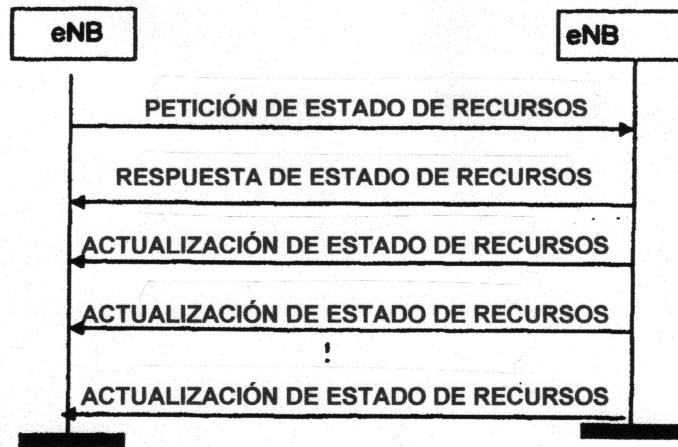 eNB
eNB
PETICIÓN DE ESTADO DE RECURSOS
RESPUESTA DE ESTADO DE RECURSOS
ACTUALIZACIÓN DE ESTADO DE RECURSOS
ACTUALIZACIÓN DE ESTADO DE RECURSOS
ACTUALIZACIÓN DE ESTADO DE RECURSOS